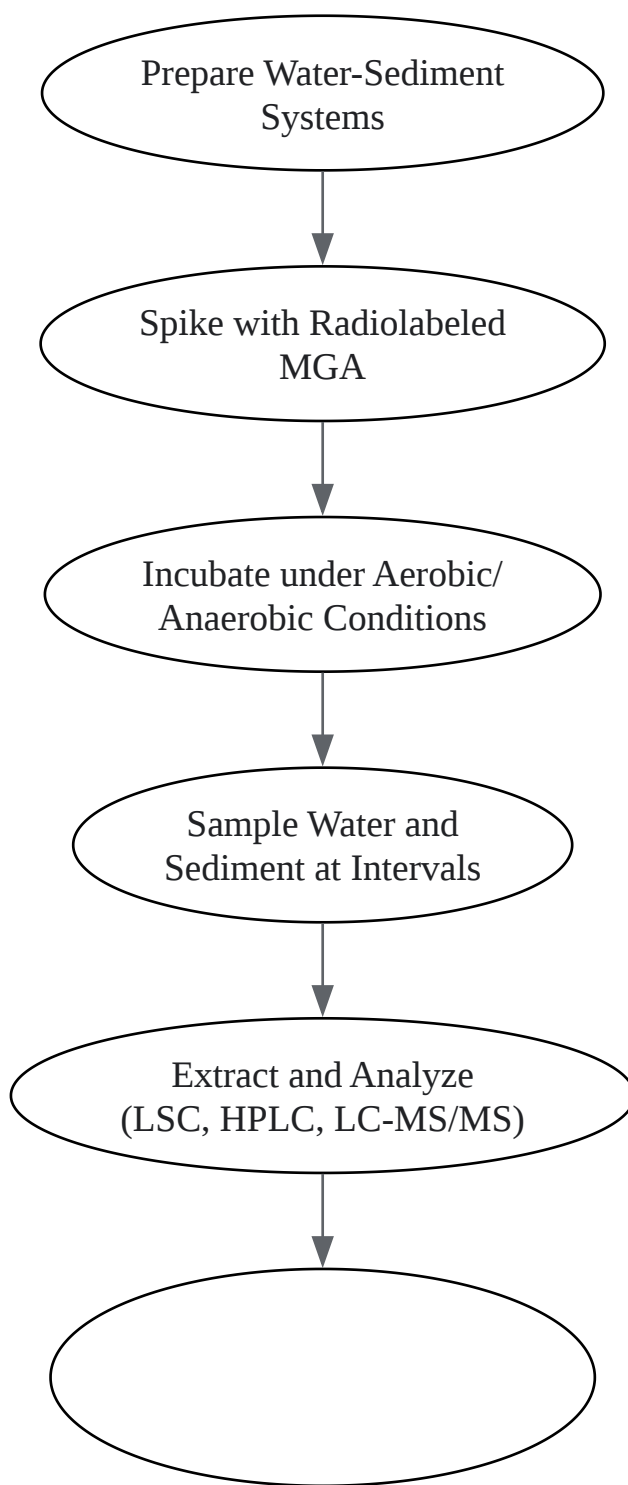 Prepare Water-Sediment
Systems
Spike with Radiolabeled
MGA
Incubate under Aerobic/
Anaerobic Conditions
Sample Water and
Sediment at Intervals
Extract and Analyze
(LSC, HPLC, LC-MS/MS)